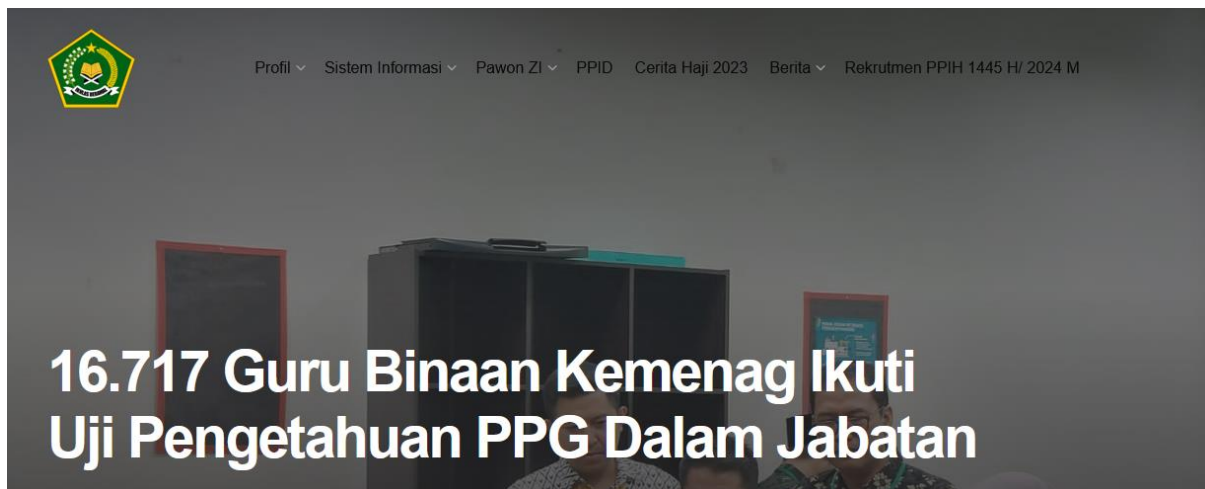 Profil Sistem Informasi Pawon ZI PPID Cerita Haji 2023 Berita Rekrutmen PPIH 1445 H/ 2024 M
16.717 Guru Binaan Kemenag Ikuti
Uji Pengetahuan PPG Dalam Jabatan